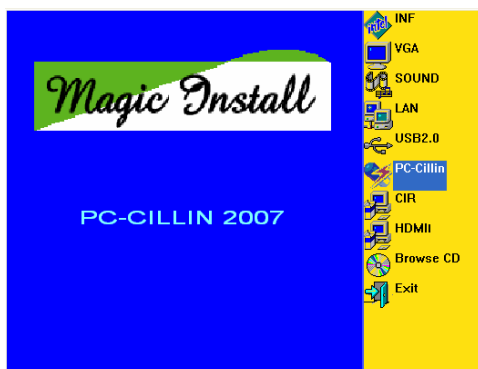 Magic Install
PC-CILLIN 2007
INF
VGA
SOUND
LAN
USB2.0
PC-Cillin
CIR
HDMIi
Browse CD
Exit